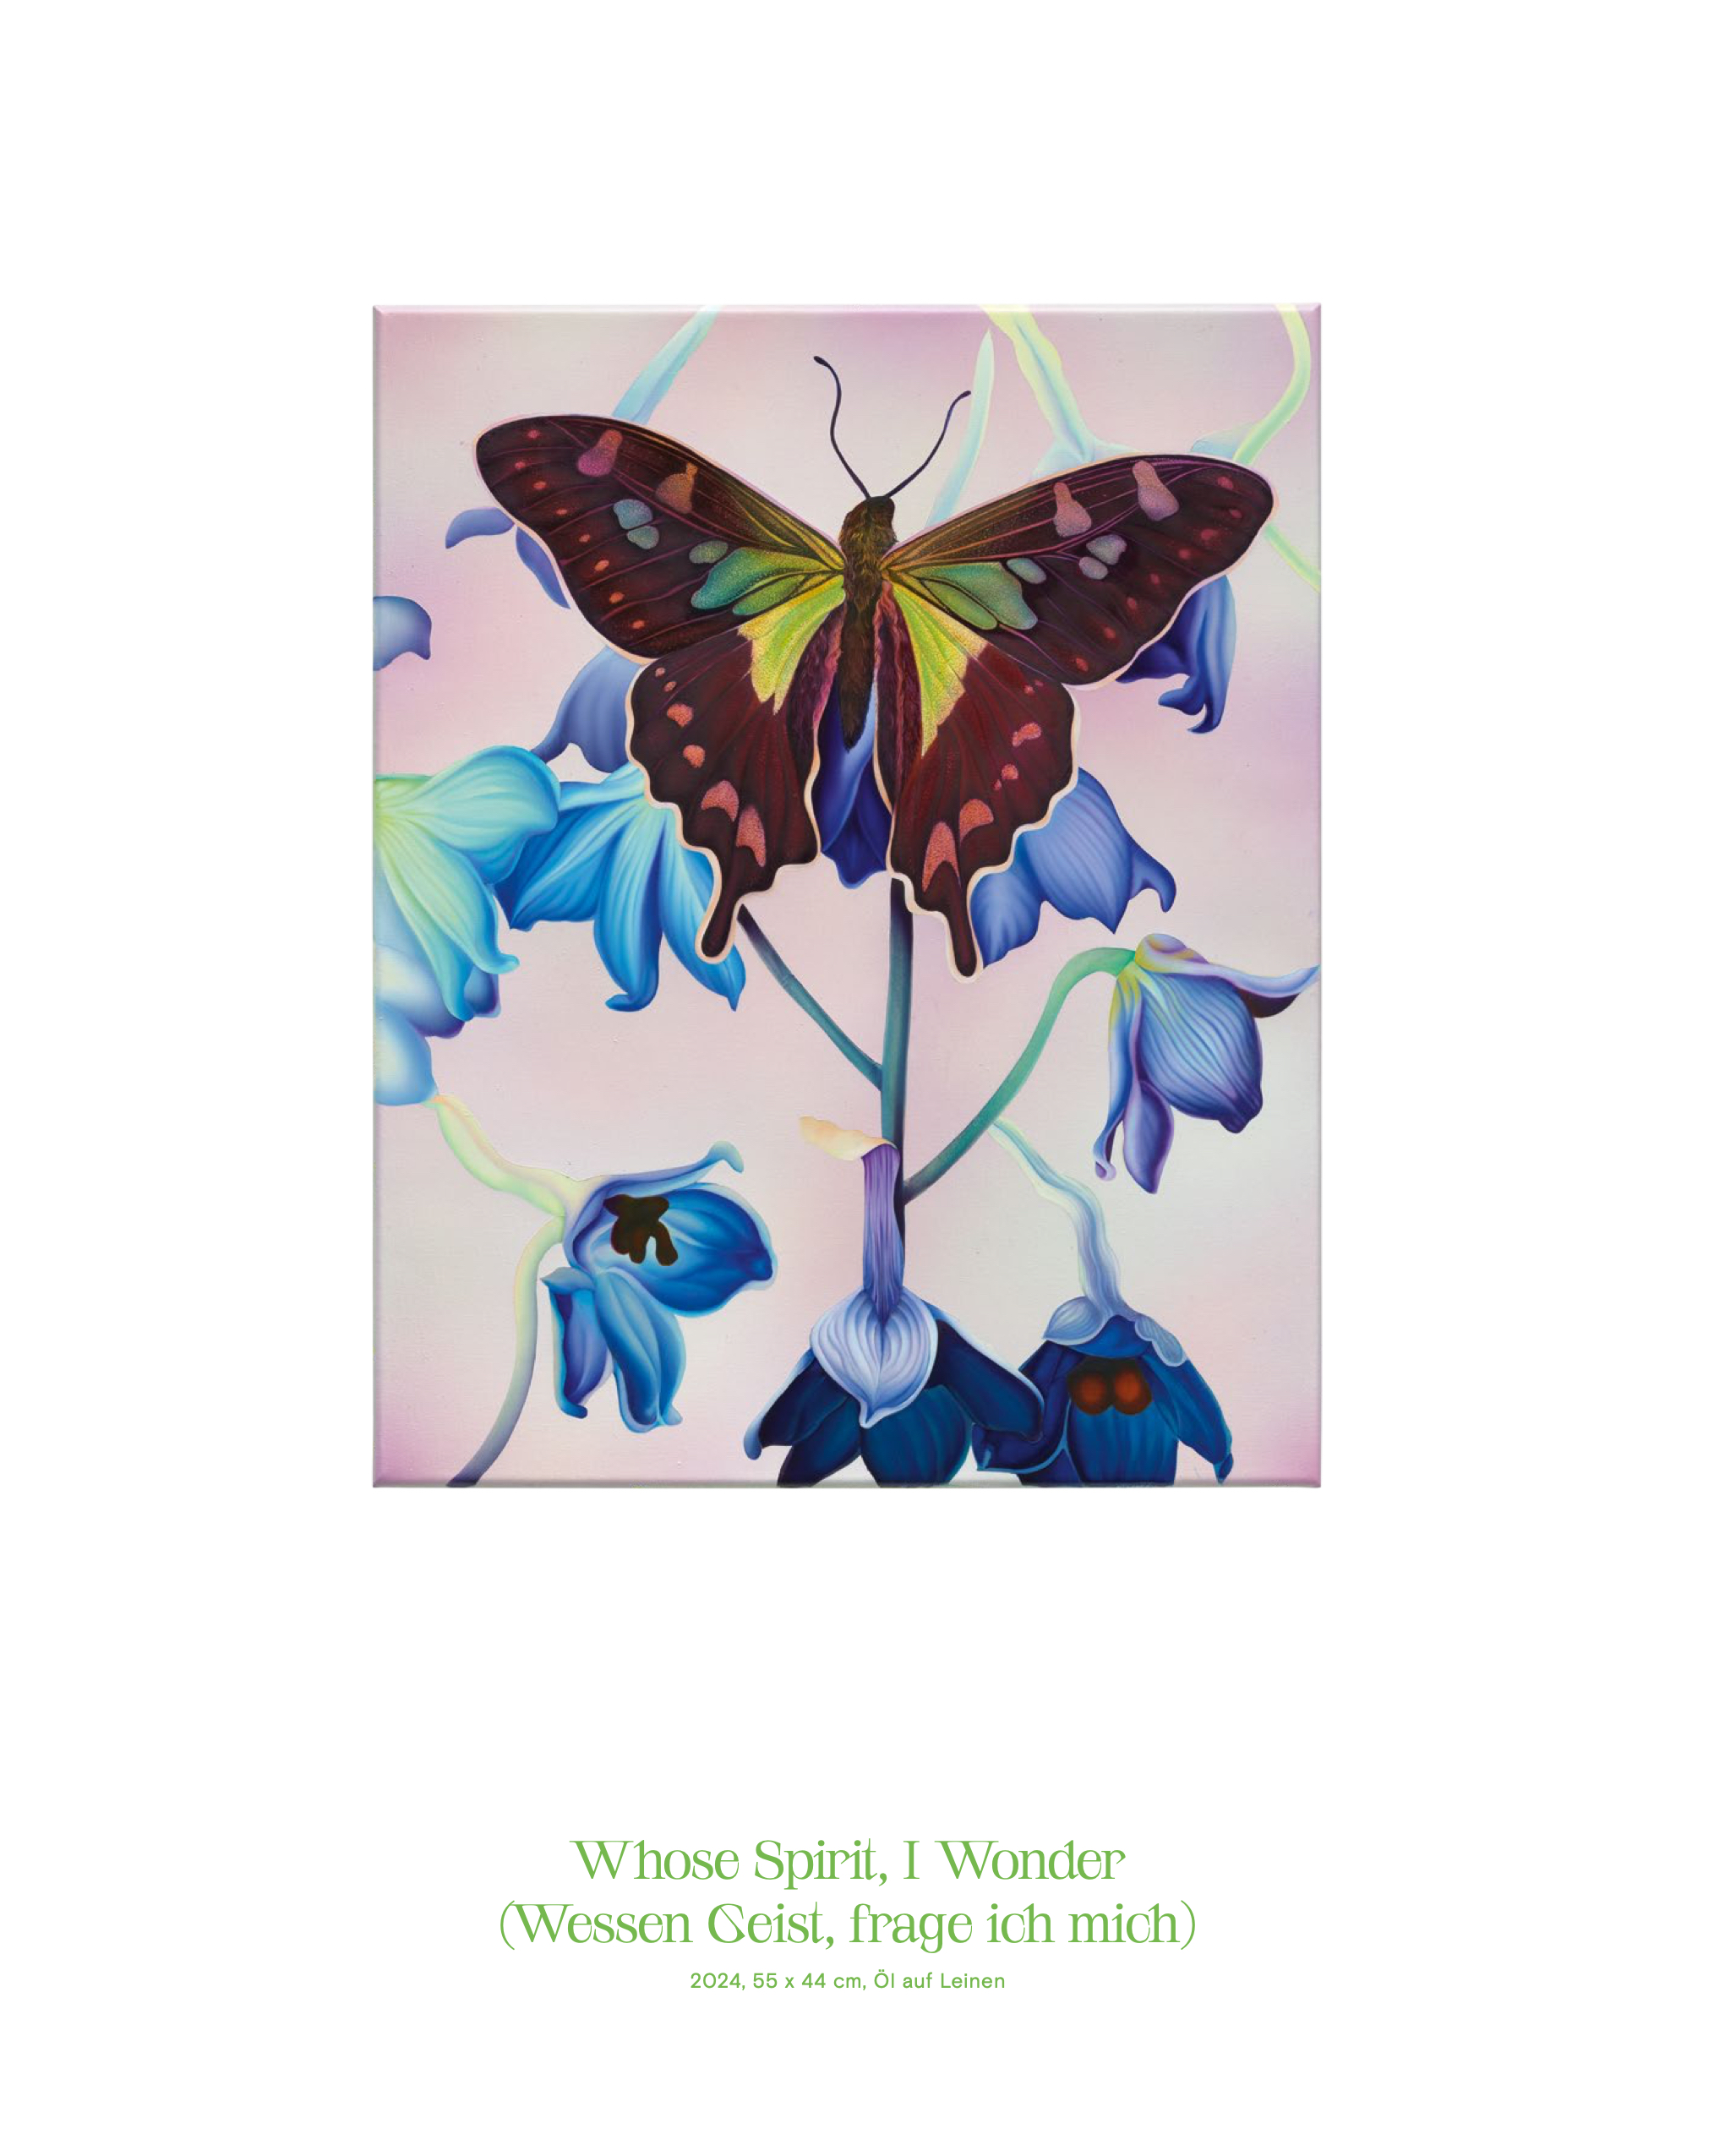 Whose Spirit, I Wonder
(Wessen Geist, frage ich mich)
2024, 55 x 44 cm, Öl auf Leinen